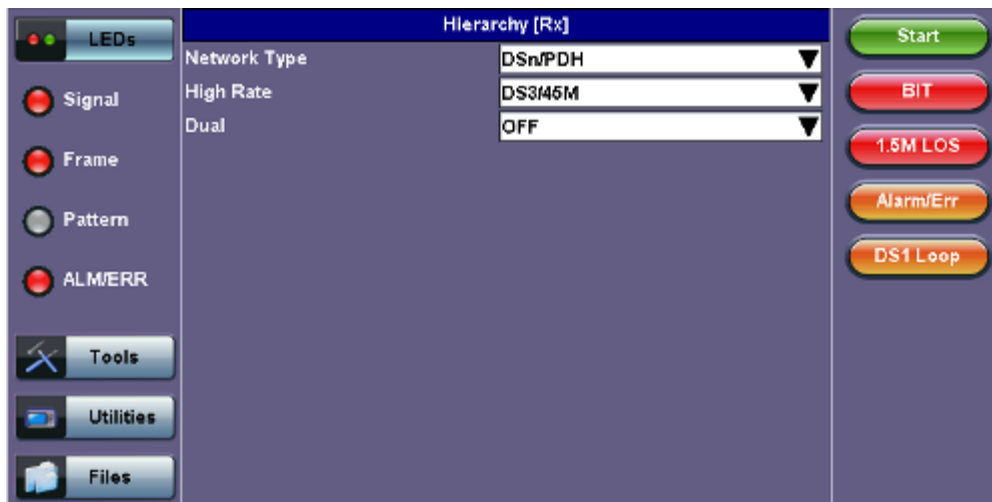 LEDs
Signal
Frame
Pattern
ALM/ERR
Tools
Utilities
Files
Hierarchy [Rx]
Network Type DSn/PDH
High Rate DS3/45M
Dual OFF
Start
BIT
1.5M LOS
Alarm/Err
DS1 Loop